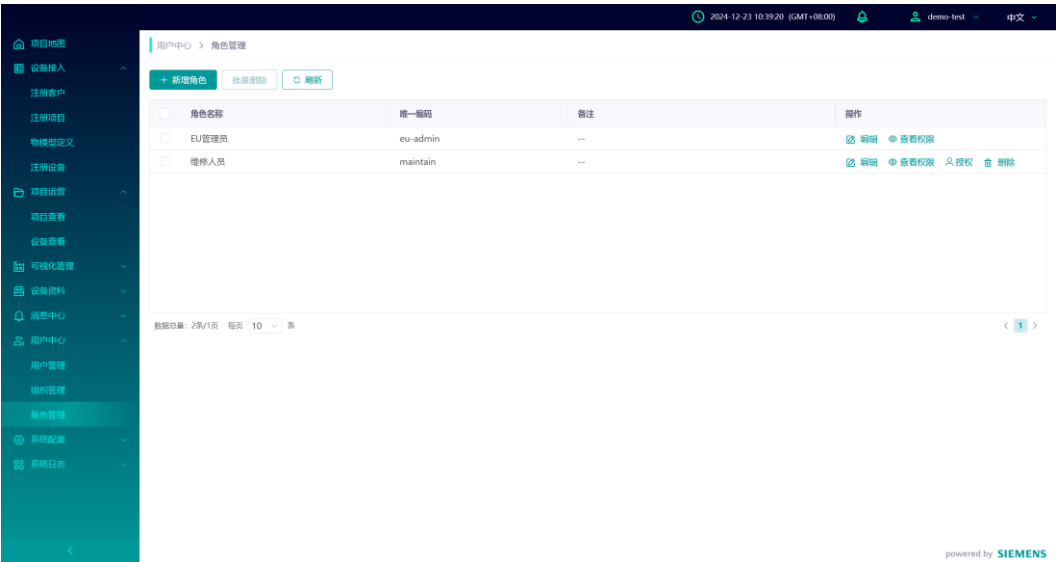 2024-12-23 10:39:20 (GMT+08:00) demo-test 中文
项目地图
设备接入
注册客户
注册项目
物模型定义
注册设备
项目运营
项目查看
设备查看
可视化管理
设备资料
消息中心
用户中心
用户管理
组织管理
角色管理
系统配置
系统日志
用户中心 > 角色管理
+ 新增角色 批量删除 刷新
角色名称 唯一编码 备注 操作
EU管理员 eu-admin -- 编辑 查看权限
维修人员 maintain -- 编辑 查看权限 授权 删除
数据总量: 2条/1页 每页 10 条 < 1 >
powered by SIEMENS